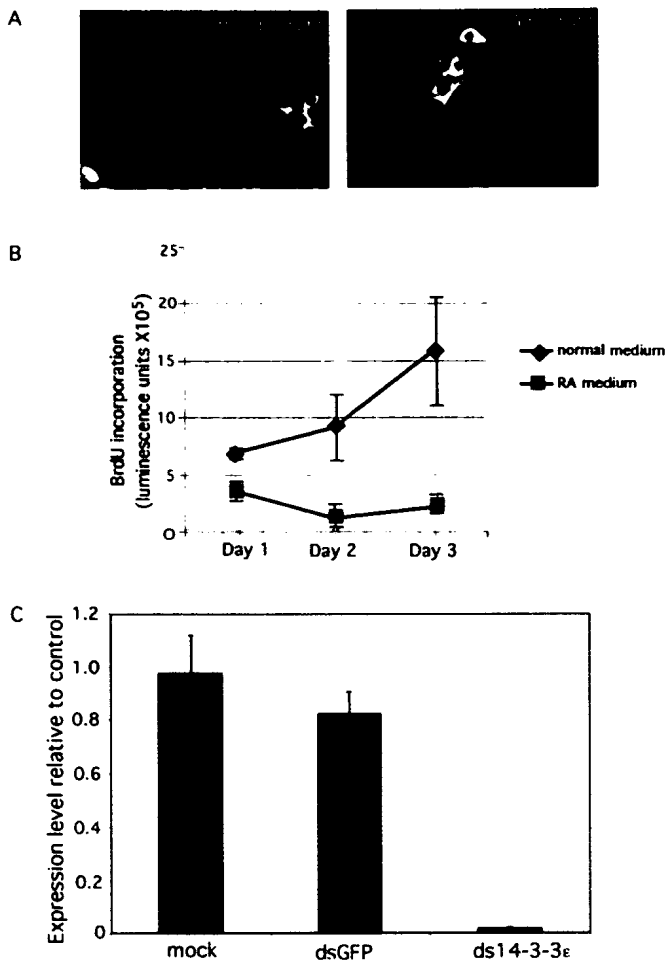 A
B
25
20
15
10
5
0
BrdU incorporation
(luminescence units X10⁵)
Day 1 Day 2 Day 3
normal medium
RA medium
C
1.2
1.0
0.8
0.6
0.4
0.2
0
Expression level relative to control
mock dsGFP ds14-3-3ε